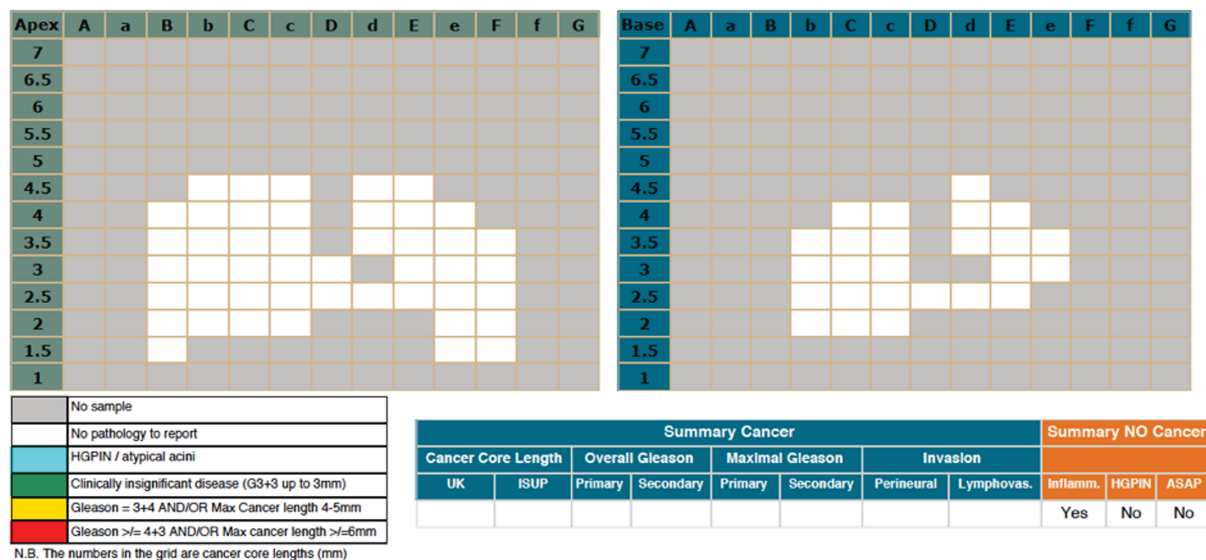 Apex A a B b C c D d E e F f G
7
6.5
6
5.5
5
4.5
4
3.5
3
2.5
2
1.5
1
Base A a B b C c D d E e F f G
7
6.5
6
5.5
5
4.5
4
3.5
3
2.5
2
1.5
1
No sample
No pathology to report
HGPIN / atypical acini
Clinically insignificant disease (G3+3 up to 3mm)
Gleason = 3+4 AND/OR Max Cancer length 4-5mm
Gleason >/= 4+3 AND/OR Max cancer length >/=6mm
N.B. The numbers in the grid are cancer core lengths (mm)
Summary Cancer Summary NO Cancer
Cancer Core Length Overall Gleason Maximal Gleason Invasion
UK ISUP Primary Secondary Primary Secondary Perineural Lymphovas. Inflamm. HGPIN ASAP
Yes No No